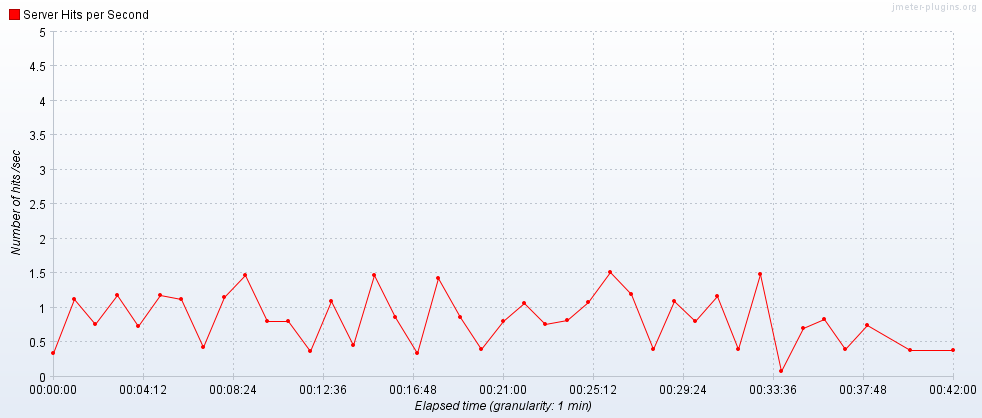 jmeter-plugins.org
Server Hits per Second
5
4.5
4
3.5
3
2.5
2
1.5
1
0.5
0
Number of hits /sec
00:00:00 00:04:12 00:08:24 00:12:36 00:16:48 00:21:00 00:25:12 00:29:24 00:33:36 00:37:48 00:42:00
Elapsed time (granularity: 1 min)